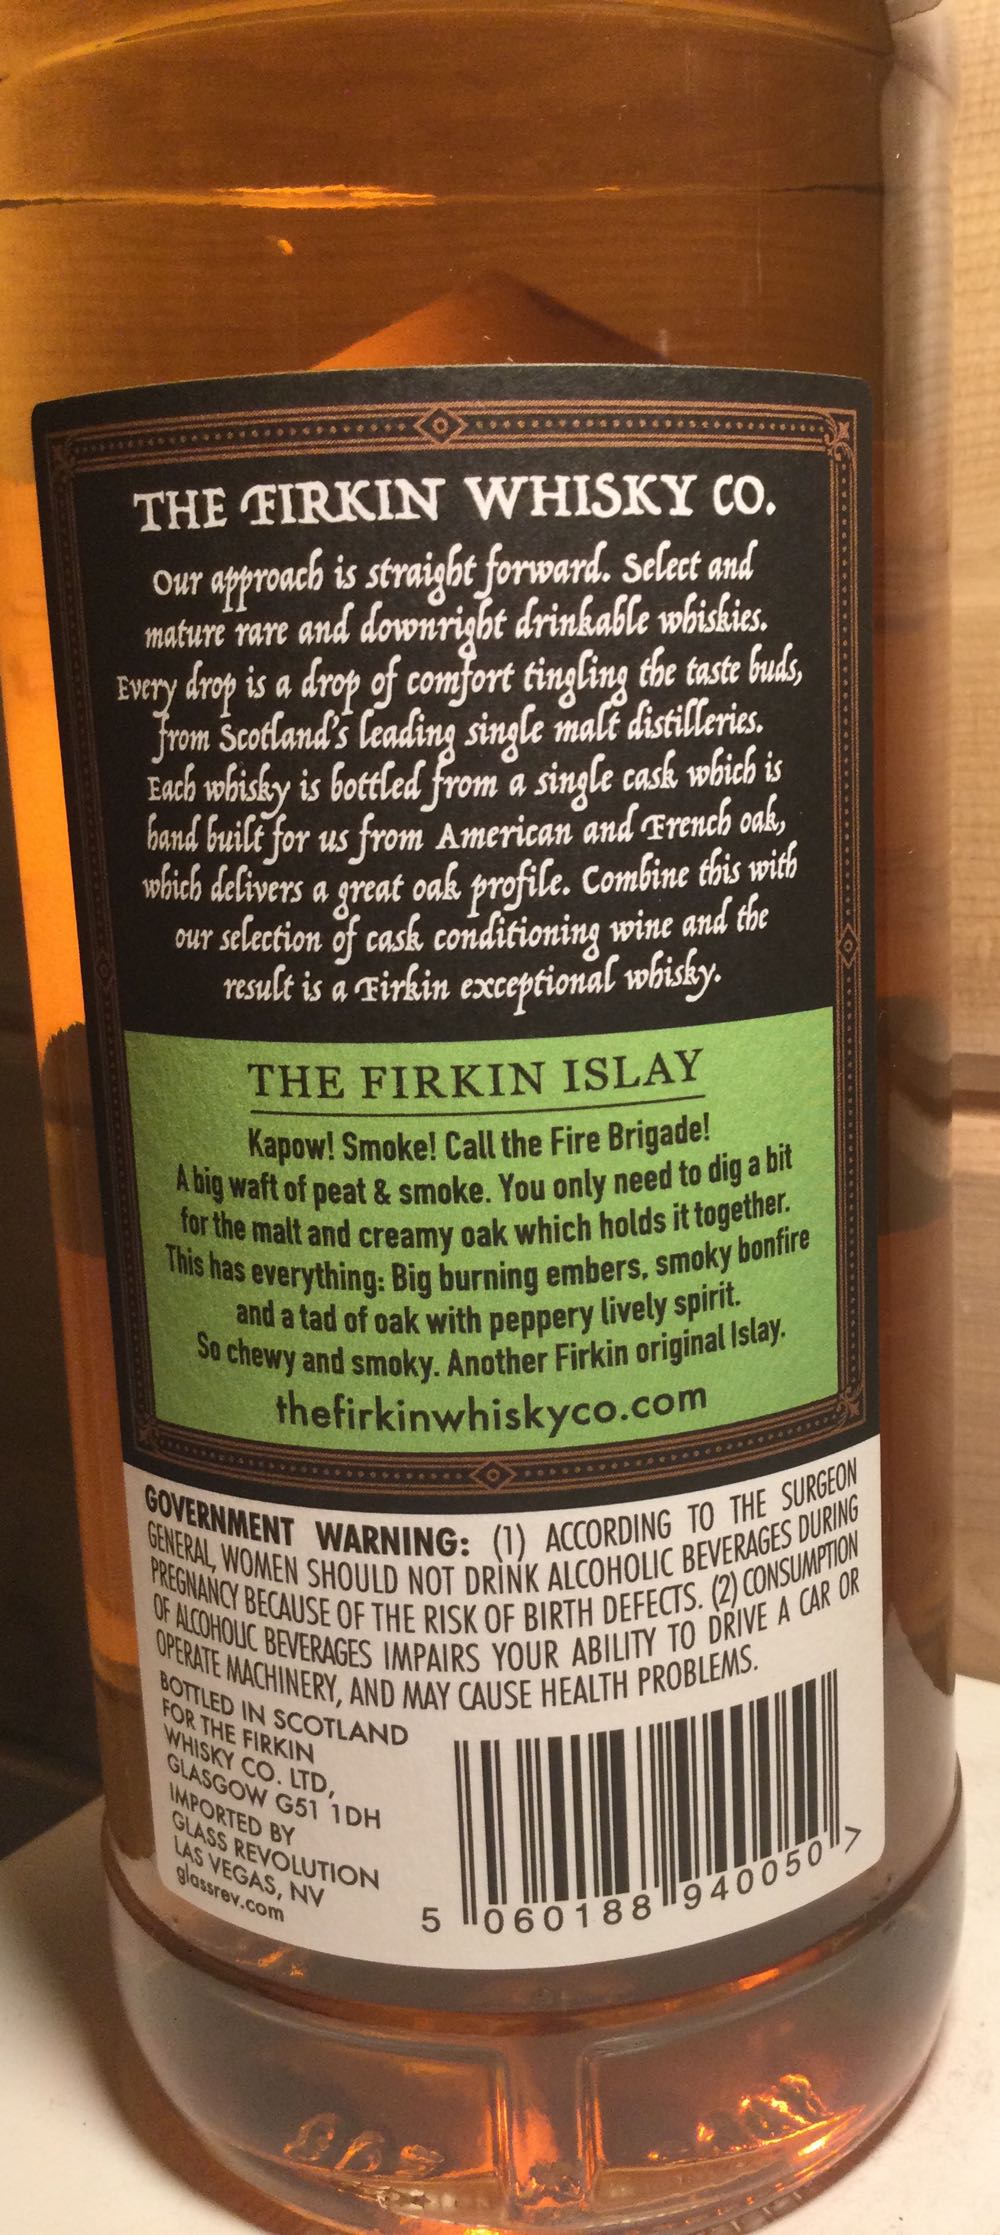 THE FIRKIN WHISKY CO.
Our approach is straight forward. Select and
mature rare and downright drinkable whiskies.
Every drop is a drop of comfort tingling the taste buds,
from Scotland's leading single malt distilleries.
Each whisky is bottled from a single cask which is
hand built for us from American and French oak,
which delivers a great oak profile. Combine this with
our selection of cask conditioning wine and the
result is a Firkin exceptional whisky.
THE FIRKIN ISLAY
Kapow! Smoke! Call the Fire Brigade!
A big waft of peat & smoke. You only need to dig a bit
for the malt and creamy oak which holds it together.
This has everything: Big burning embers, smoky bonfire
and a tad of oak with peppery lively spirit.
So chewy and smoky. Another Firkin original Islay.
thefirkinwhiskyco.com
GOVERNMENT WARNING: (1) ACCORDING TO THE SURGEON
GENERAL, WOMEN SHOULD NOT DRINK ALCOHOLIC BEVERAGES DURING
PREGNANCY BECAUSE OF THE RISK OF BIRTH DEFECTS. (2) CONSUMPTION
OF ALCOHOLIC BEVERAGES IMPAIRS YOUR ABILITY TO DRIVE A CAR OR
OPERATE MACHINERY, AND MAY CAUSE HEALTH PROBLEMS.
BOTTLED IN SCOTLAND
FOR THE FIRKIN
WHISKY CO. LTD,
GLASGOW G51 1DH
IMPORTED BY
GLASS REVOLUTION
LAS VEGAS, NV
glassrev.com
5 060188 940050 7